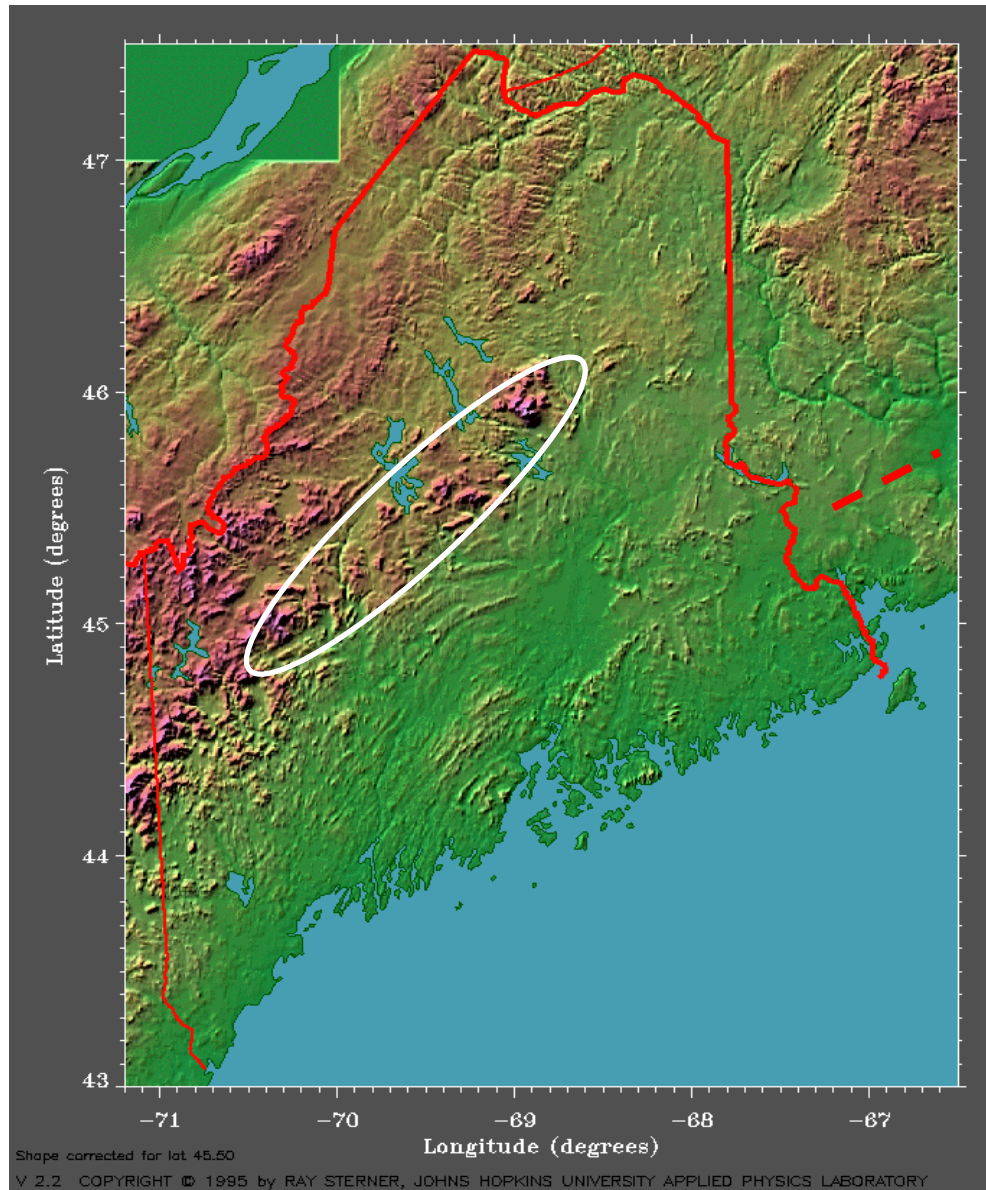 47
46
45
44
43
Latitude (degrees)
−71 −70 −69 −68 −67
Longitude (degrees)
Shape corrected for lat 45.50
V 2.2 COPYRIGHT © 1995 by RAY STERNER, JOHNS HOPKINS UNIVERSITY APPLIED PHYSICS LABORATORY